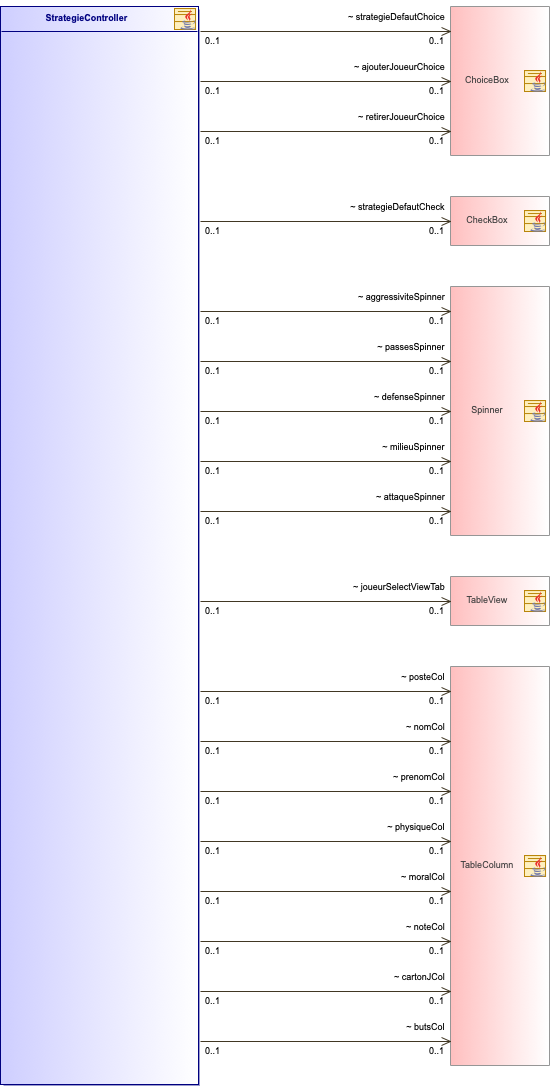 StrategieController
~ strategieDefautChoice
0..1 0..1
~ ajouterJoueurChoice
ChoiceBox
0..1 0..1
~ retirerJoueurChoice
0..1 0..1
~ strategieDefautCheck
CheckBox
0..1 0..1
~ aggressiviteSpinner
0..1 0..1
~ passesSpinner
0..1 0..1
~ defenseSpinner
Spinner
0..1 0..1
~ milieuSpinner
0..1 0..1
~ attaqueSpinner
0..1 0..1
~ joueurSelectViewTab
TableView
0..1 0..1
~ posteCol
0..1 0..1
~ nomCol
0..1 0..1
~ prenomCol
0..1 0..1
~ physiqueCol
0..1 0..1
TableColumn
~ moralCol
0..1 0..1
~ noteCol
0..1 0..1
~ cartonJCol
0..1 0..1
~ butsCol
0..1 0..1